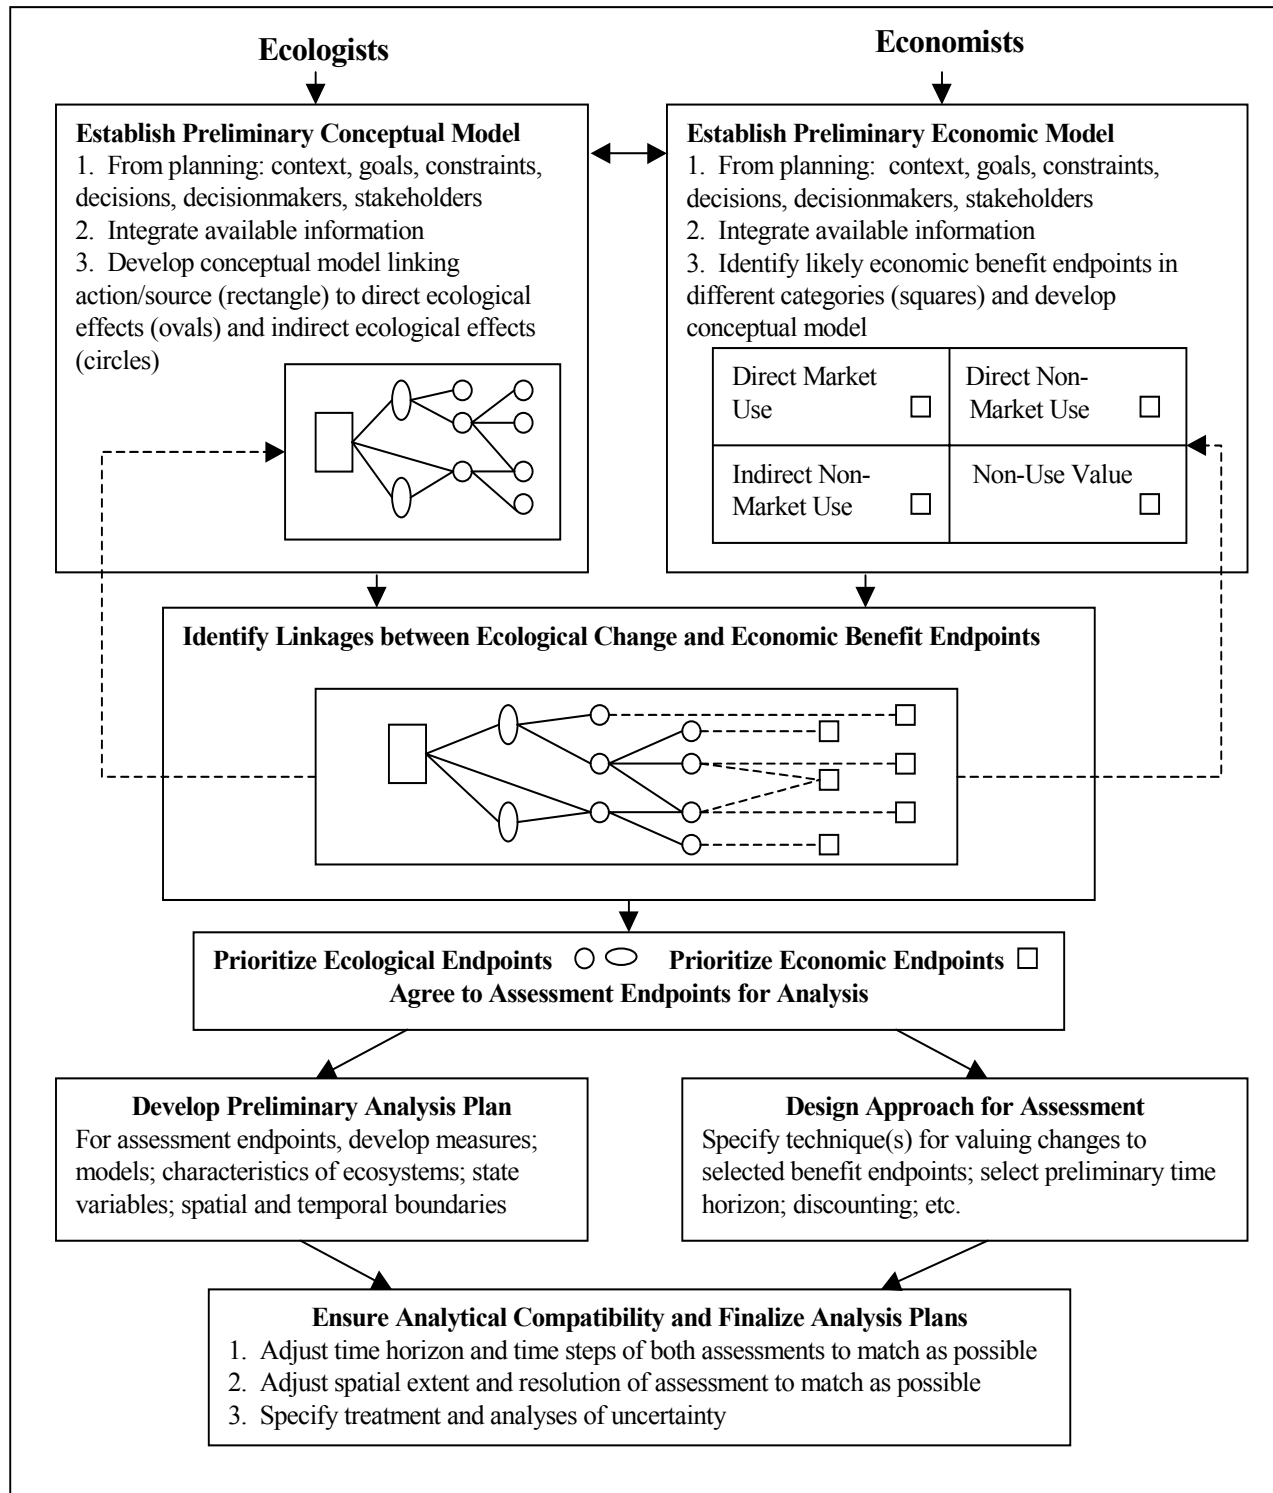 Ecologists
Economists
Establish Preliminary Conceptual Model
1. From planning: context, goals, constraints,
decisions, decisionmakers, stakeholders
2. Integrate available information
3. Develop conceptual model linking
action/source (rectangle) to direct ecological
effects (ovals) and indirect ecological effects
(circles)
Establish Preliminary Economic Model
1. From planning: context, goals, constraints,
decisions, decisionmakers, stakeholders
2. Integrate available information
3. Identify likely economic benefit endpoints in
different categories (squares) and develop
conceptual model
Direct Market
Use
Direct Non-
Market Use
Indirect Non-
Market Use
Non-Use Value
Identify Linkages between Ecological Change and Economic Benefit Endpoints
Prioritize Ecological Endpoints Prioritize Economic Endpoints
Agree to Assessment Endpoints for Analysis
Develop Preliminary Analysis Plan
For assessment endpoints, develop measures;
models; characteristics of ecosystems; state
variables; spatial and temporal boundaries
Design Approach for Assessment
Specify technique(s) for valuing changes to
selected benefit endpoints; select preliminary time
horizon; discounting; etc.
Ensure Analytical Compatibility and Finalize Analysis Plans
1. Adjust time horizon and time steps of both assessments to match as possible
2. Adjust spatial extent and resolution of assessment to match as possible
3. Specify treatment and analyses of uncertainty